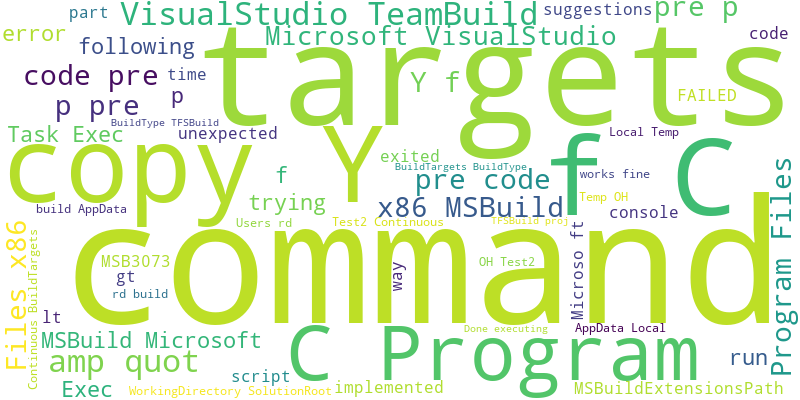 part
VisualStudio TeamBuild
suggestions
pre p
error
following
Microsoft VisualStudio
code
targets
code pre
time
Y f
p pre
p
FAILED
BuildType TFSBuild
Task Exec
unexpected
Local Temp
copy Y
f C
exited
BuildTargets BuildType
works fine
f
pre code
Program Files
trying
Temp OH
build AppData
x86 MSBuild
console
Users rd
Test2 Continuous
TFSBuild proj
command
Files x86
Continuous BuildTargets
MSB3073
gt
way
OH Test2
Microso ft
rd build
lt
Done executing
AppData Local
MSBuild Microsoft
C Program
amp quot
run
script
Exec
WorkingDirectory SolutionRoot
implemented
MSBuildExtensionsPath